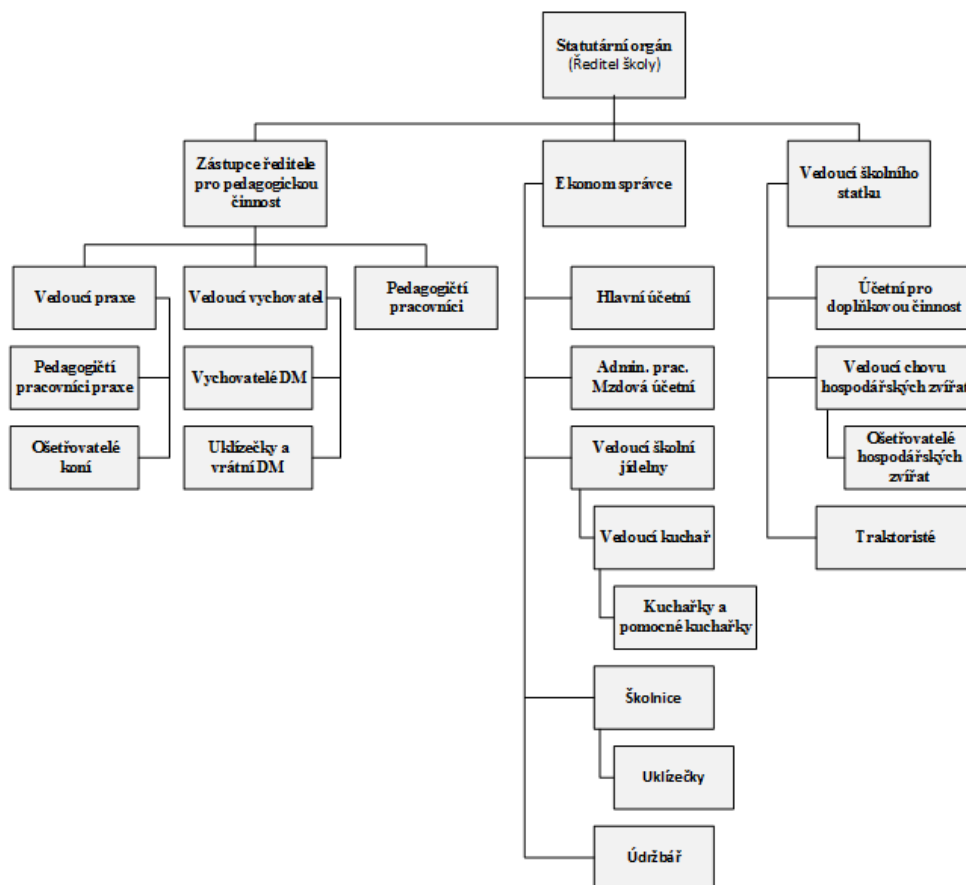 Statutární orgán
(Ředitel školy)
Zástupce ředitele
pro pedagogickou
činnost
Ekonom správce
Vedoucí školního
statku
Vedoucí praxe
Vedoucí vychovatel
Pedagogičtí
pracovníci
Hlavní účetní
Účetní pro
doplňkovou činnost
Pedagogičtí
pracovníci praxe
Vychovatelé DM
Admin. prac.
Mzdová účetní
Vedoucí chovu
hospodářských zvířat
Ošetřovatelé
koní
Uklízečky a
vrátní DM
Vedoucí školní
jídelny
Ošetřovatelé
hospodářských
zvířat
Vedoucí kuchař
Traktoristé
Kuchařky a
pomocné kuchařky
Školnice
Uklízečky
Údržbář